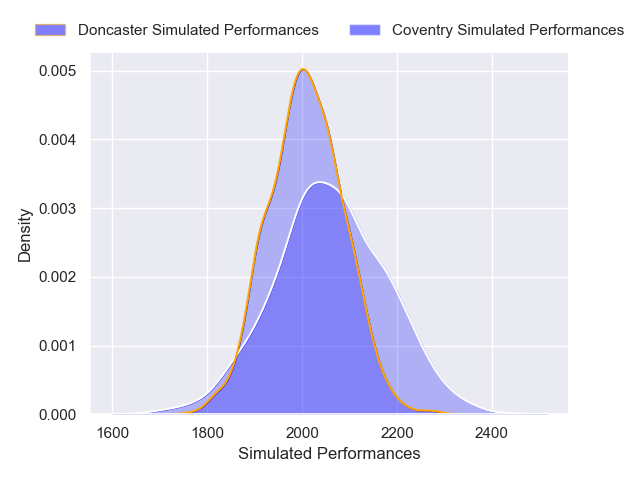 Doncaster Simulated Performances Coventry Simulated Performances
0.005
0.004
0.003
0.002
0.001
0.000
Density
1600 1800 2000 2200 2400
Simulated Performances